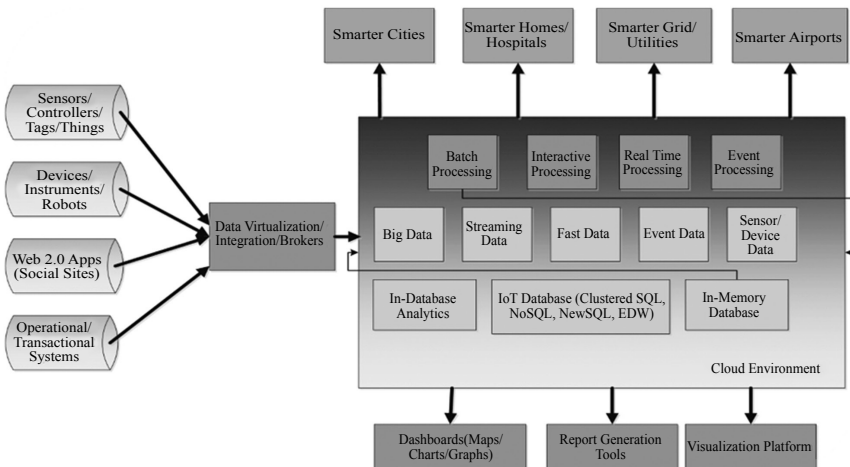 Smarter Cities
Smarter Homes/
Hospitals
Smarter Grid/
Utilities
Smarter Airports
Sensors/
Controllers/
Tags/Things
Devices/
Instruments/
Robots
Web 2.0 Apps
(Social Sites)
Operational/
Transactional
Systems
Data Virtualization/
Integration/Brokers
Batch
Processing
Interactive
Processing
Real Time
Processing
Event
Processing
Big Data
Streaming
Data
Fast Data
Event Data
Sensor/
Device
Data
In-Database
Analytics
IoT Database (Clustered SQL,
NoSQL, NewSQL, EDW)
In-Memory
Database
Cloud Environment
Dashboards(Maps/
Charts/Graphs)
Report Generation
Tools
Visualization Platform